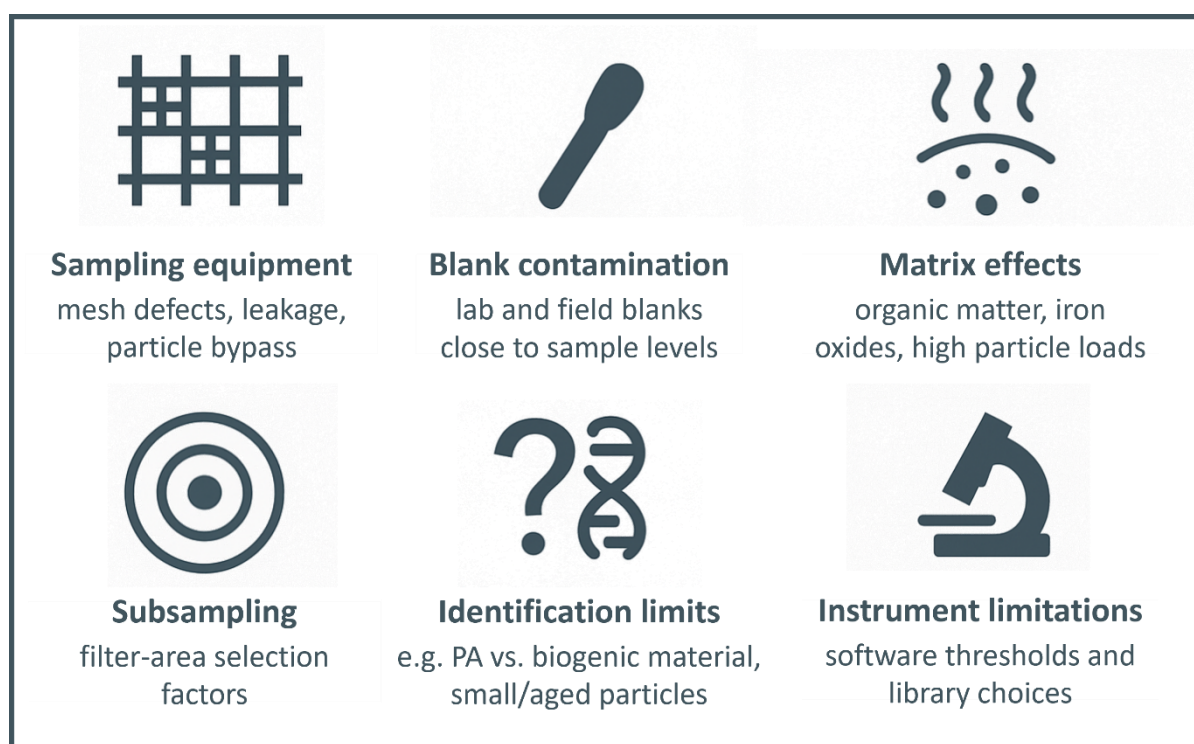 Sampling equipment
mesh defects, leakage,
particle bypass
Blank contamination
lab and field blanks
close to sample levels
Matrix effects
organic matter, iron
oxides, high particle loads
Subsampling
filter-area selection
factors
Identification limits
e.g. PA vs. biogenic material,
small/aged particles
Instrument limitations
software thresholds and
library choices